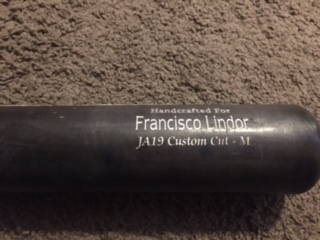 Handcrafted For
Francisco Lindor
JA19 Custom Cut - M